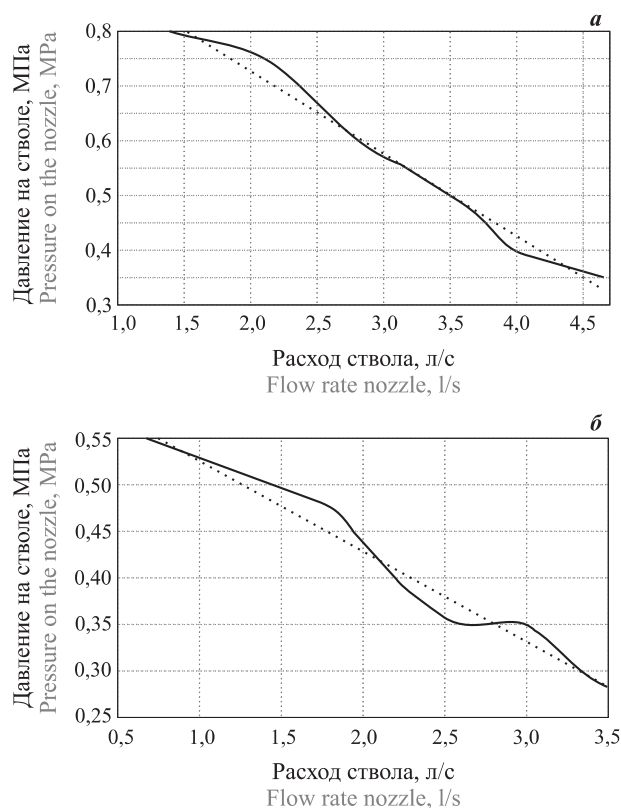 а
0,8
0,6
0,5
0,4
0,3
Давление на стволе, МПа
Pressure on the nozzle, MPa
1,0 1,5 2,0 2,5 3,0 3,5 4,0 4,5
Расход ствола, л/с
Flow rate nozzle, l/s
б
0,55
0,50
0,45
0,40
0,35
0,30
0,25
Давление на стволе, МПа
Pressure on the nozzle, MPa
0,5 1,0 1,5 2,0 2,5 3,0 3,5
Расход ствола, л/с
Flow rate nozzle, l/s